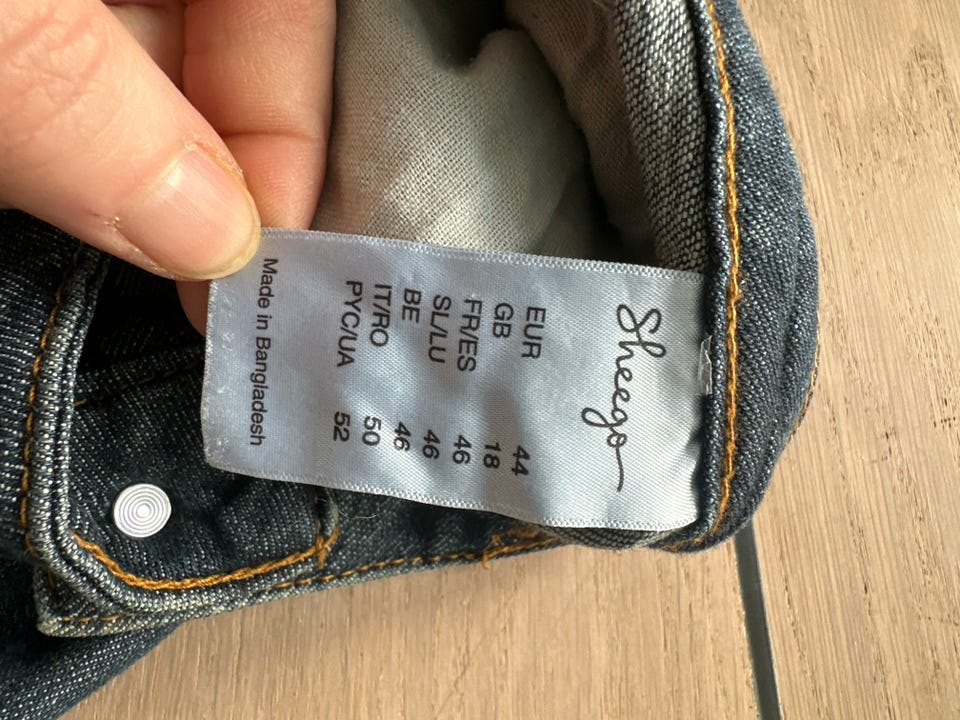 Sheego
EUR 44
GB 18
FR/ES 46
SL/LU 46
BE 46
IT/RO 50
PYC/UA 52
Made in Bangladesh